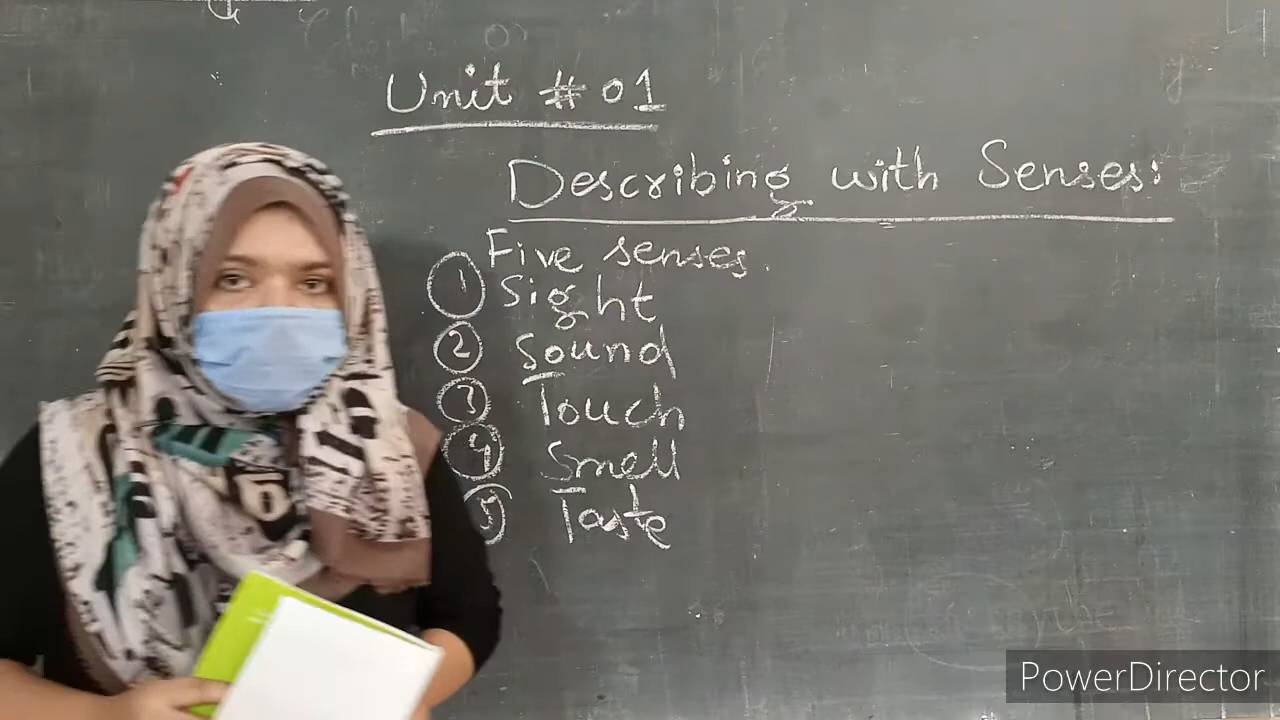 Unit # 01
Describing with Senses:
Five senses.
1 Sight
2 Sound
3 Touch
4 Smell
5 Taste
PowerDirector